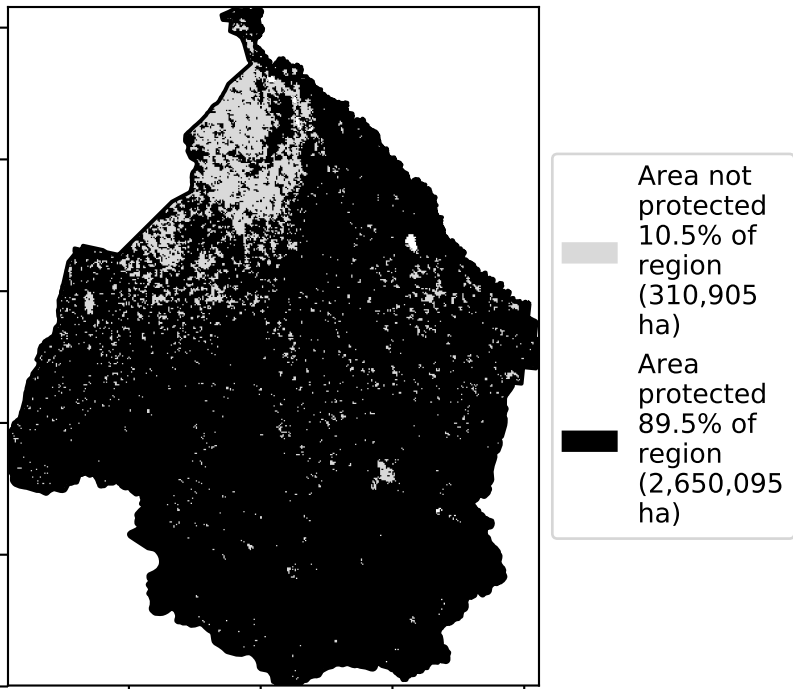 Area not
protected
10.5% of
region
(310,905
ha)
Area
protected
89.5% of
region
(2,650,095
ha)